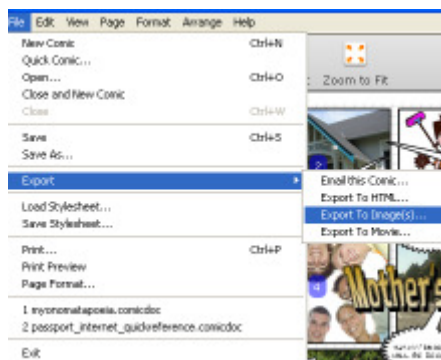 File Edit View Page Format Arrange Help
New Comic Ctrl+N
Quick Comic...
Open... Ctrl+O
Close and New Comic
Close Ctrl+W
Save Ctrl+S
Save As...
Export
Load Stylesheet...
Save Stylesheet...
Print... Ctrl+P
Print Preview
Page Format...
1 myonomatapoeia.comicdoc
2 passport_internet_quickreference.comicdoc
Exit
Zoom to Fit
2
Email this Comic...
Export To HTML...
Export To Image(s)...
Export To Movie...
4
Mother's